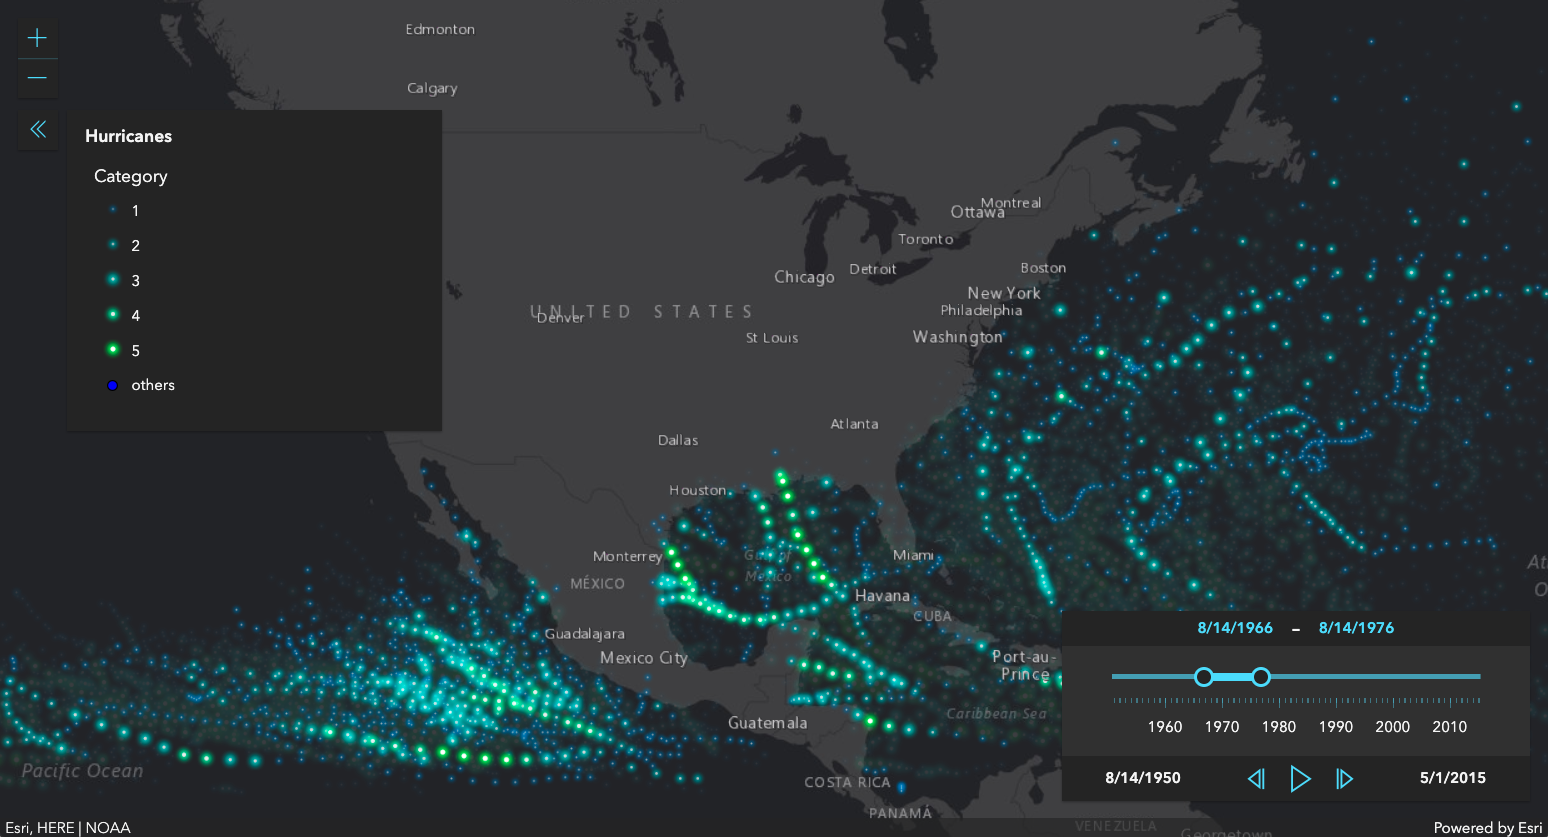 Edmonton
Calgary
Hurricanes
Category
1
2
3
4
5
others
Montreal
Ottawa
Toronto
Boston
Detroit
Chicago
New York
Philadelphia
UNITED STATES
Denver
St Louis
Washington
Atlanta
Dallas
Houston
Monterrey
Gulf of
Mexico
Miami
MÉXICO
Havana
CUBA
Guadalajara
Mexico City
Port-au-
Prince
Caribbean Sea
Guatemala
Pacific Ocean
COSTA RICA
PANAMÁ
VENEZUELA
Georgetown
8/14/1966 – 8/14/1976
1960 1970 1980 1990 2000 2010
8/14/1950 5/1/2015
Esri, HERE | NOAA
Powered by Esri